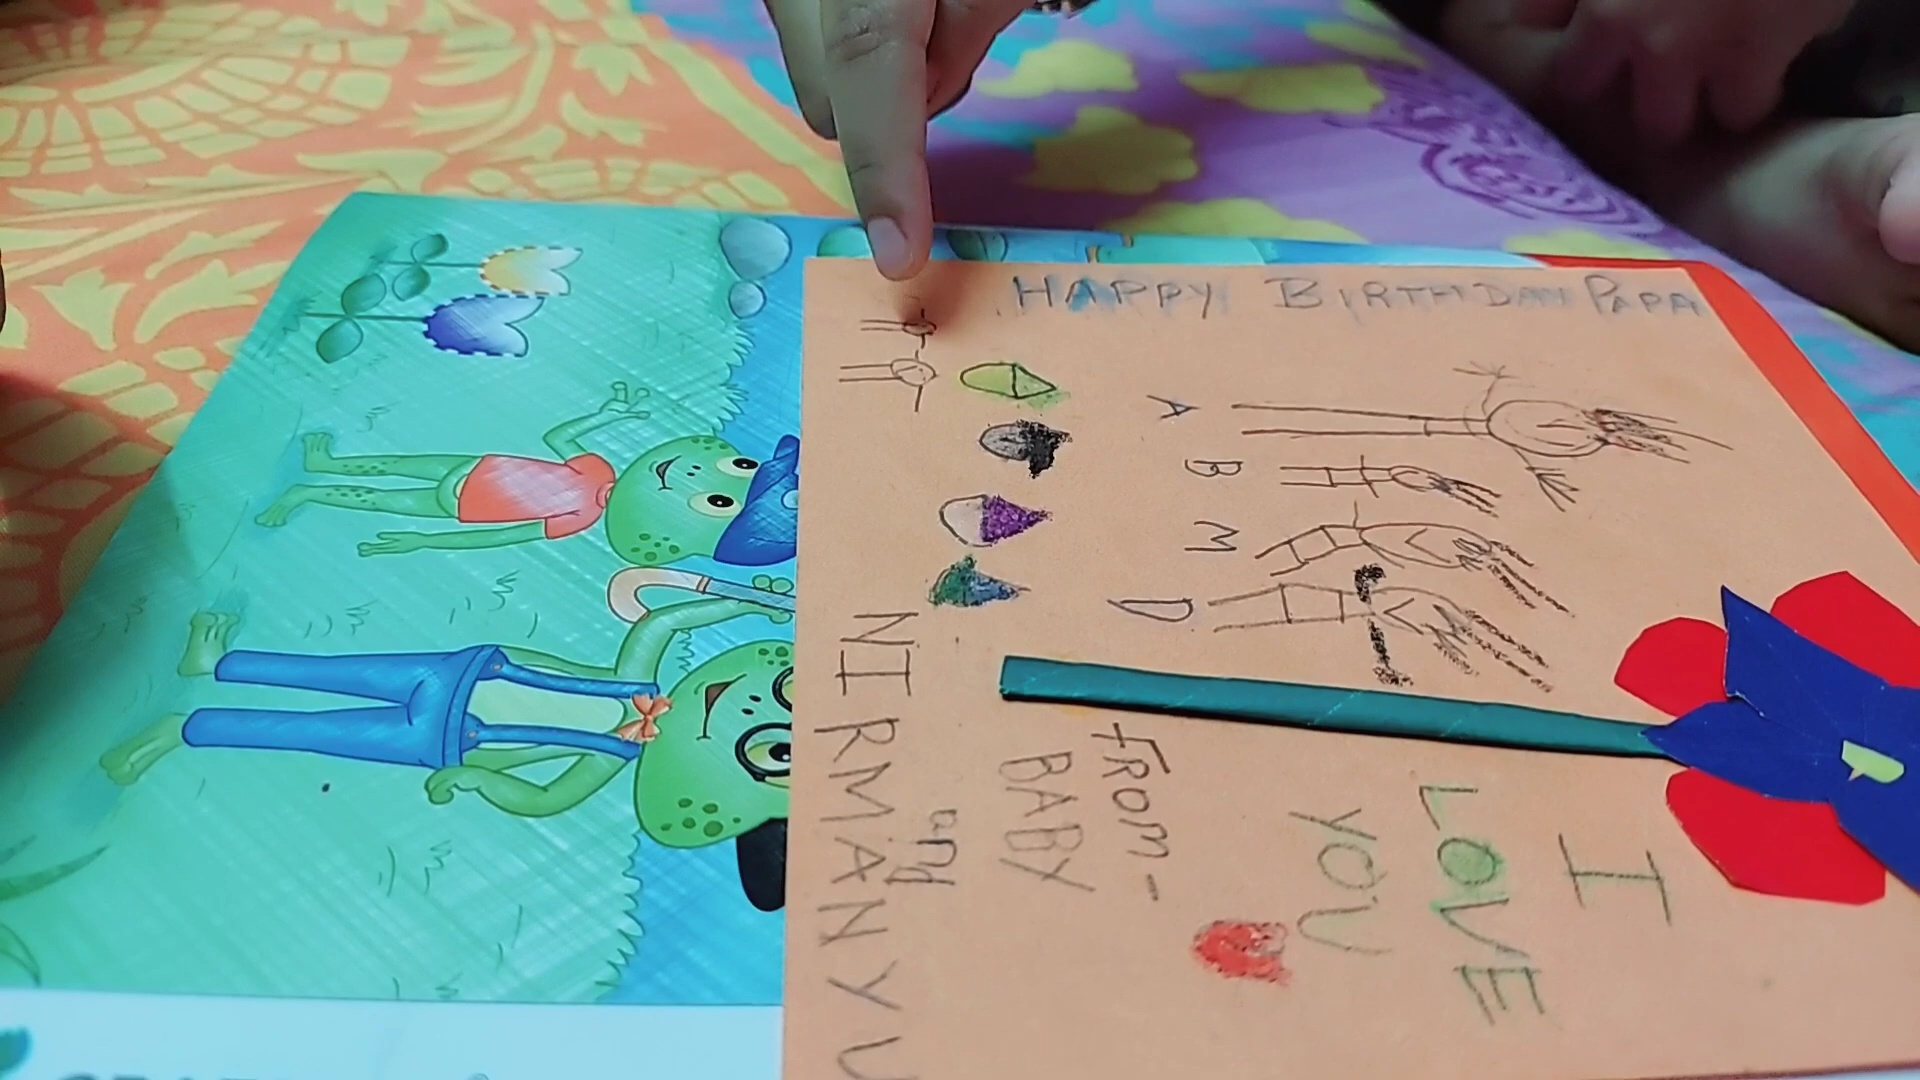 HAPPY BIRTHDAY PAPA
A
B
M
D
I
LOVE
YOU
FROM-
BABY
and
NIRMANYU